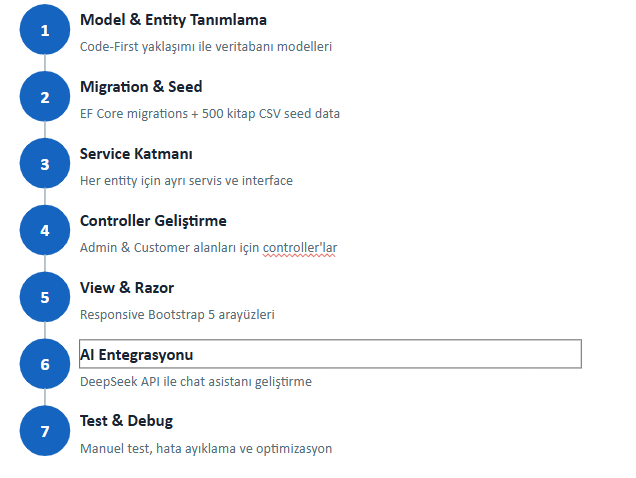 1
Model & Entity Tanımlama
Code-First yaklaşımı ile veritabanı modelleri
2
Migration & Seed
EF Core migrations + 500 kitap CSV seed data
3
Service Katmanı
Her entity için ayrı servis ve interface
4
Controller Geliştirme
Admin & Customer alanları için controller'lar
5
View & Razor
Responsive Bootstrap 5 arayüzleri
6
AI Entegrasyonu
DeepSeek API ile chat asistanı geliştirme
7
Test & Debug
Manuel test, hata ayıklama ve optimizasyon